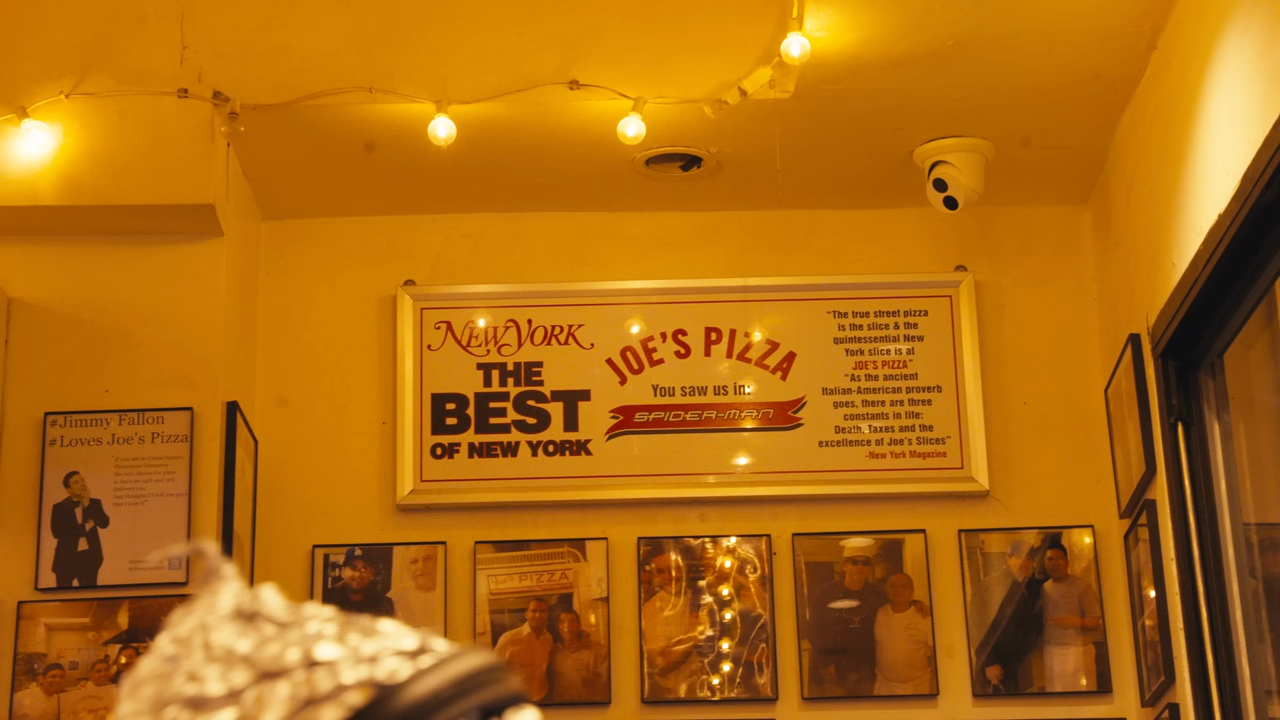 NEW YORK
THE
BEST
OF NEW YORK
JOE'S PIZZA
You saw us in:
SPIDER-MAN
"The true street pizza
is the slice & the
quintessential New
York slice is at
JOE'S PIZZA"
"As the ancient
Italian-American proverb
goes, there are three
constants in life:
Death, Taxes and the
excellence of Joe's Slices"
-New York Magazine
#Jimmy Fallon
#Loves Joe's Pizza
Joe's PIZZA